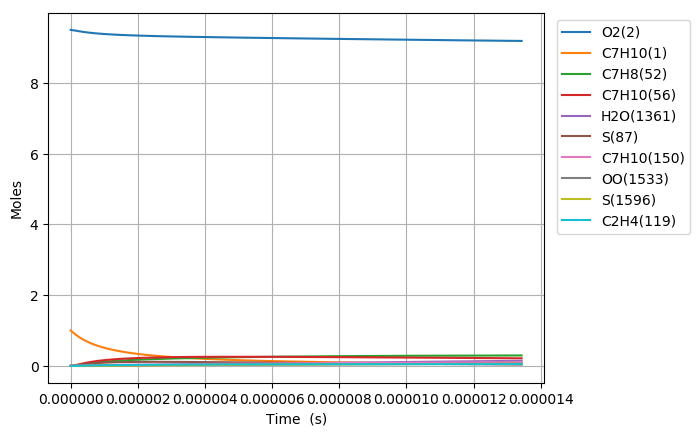 O2(2)
C7H10(1)
C7H8(52)
C7H10(56)
H2O(1361)
S(87)
C7H10(150)
OO(1533)
S(1596)
C2H4(119)
8
6
4
2
0
Moles
0.000000 0.000002 0.000004 0.000006 0.000008 0.000010 0.000012 0.000014
Time (s)